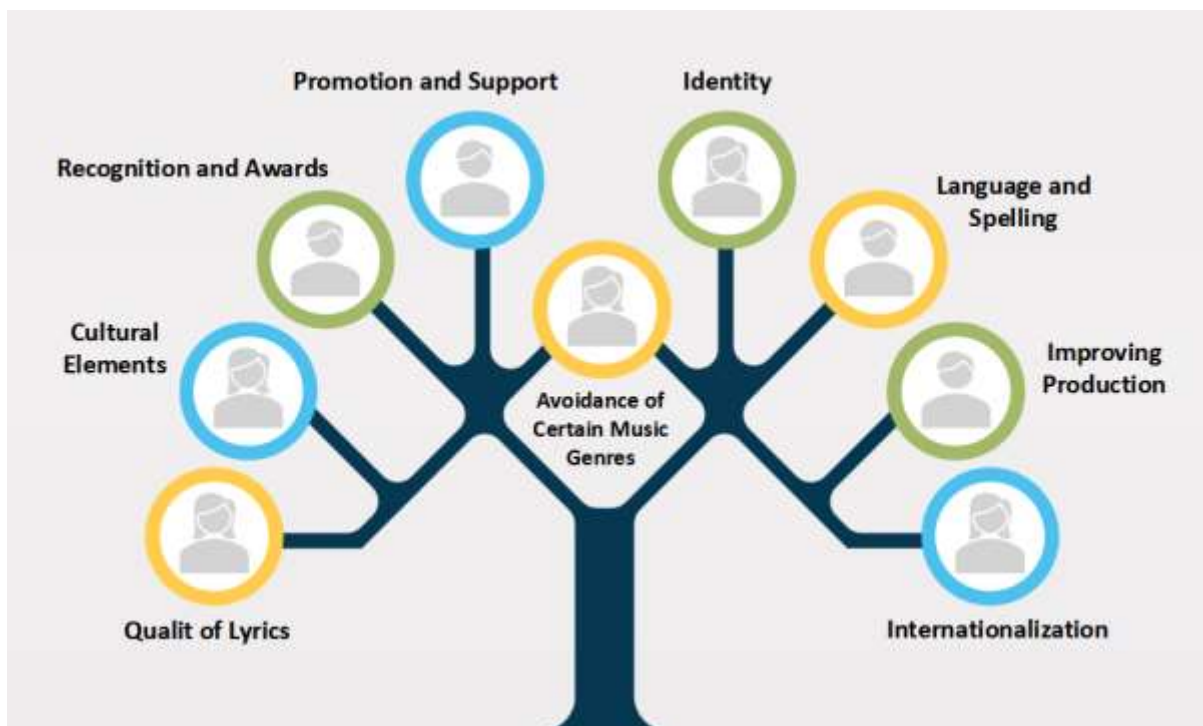 Promotion and Support
Identity
Recognition and Awards
Language and
Spelling
Cultural
Elements
Improving
Production
Avoidance of
Certain Music
Genres
Qualit of Lyrics
Internationalization